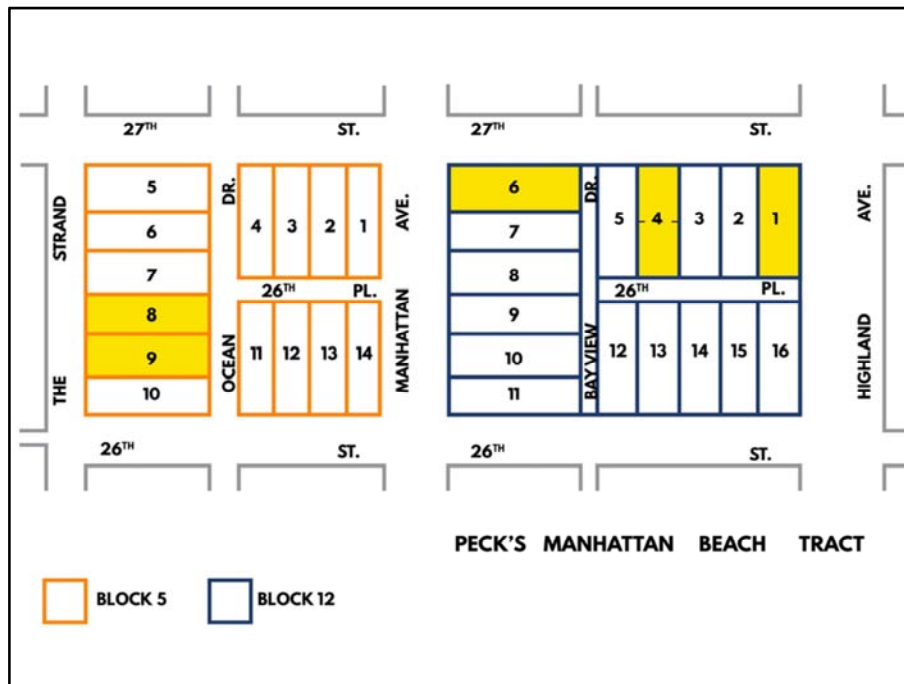 27TH ST. 27TH ST.
5 6 DR.
DR. 4 3 2 1 AVE. 5 4 3 2 1 AVE.
6 7
STRAND
7 8
26TH PL. 26TH PL.
8 9
9 11 12 13 14 10 12 13 14 15 16
THE 10 OCEAN MANHATTAN 11 BAY VIEW HIGHLAND
26TH ST. 26TH ST.
PECK'S MANHATTAN BEACH TRACT
BLOCK 5 BLOCK 12